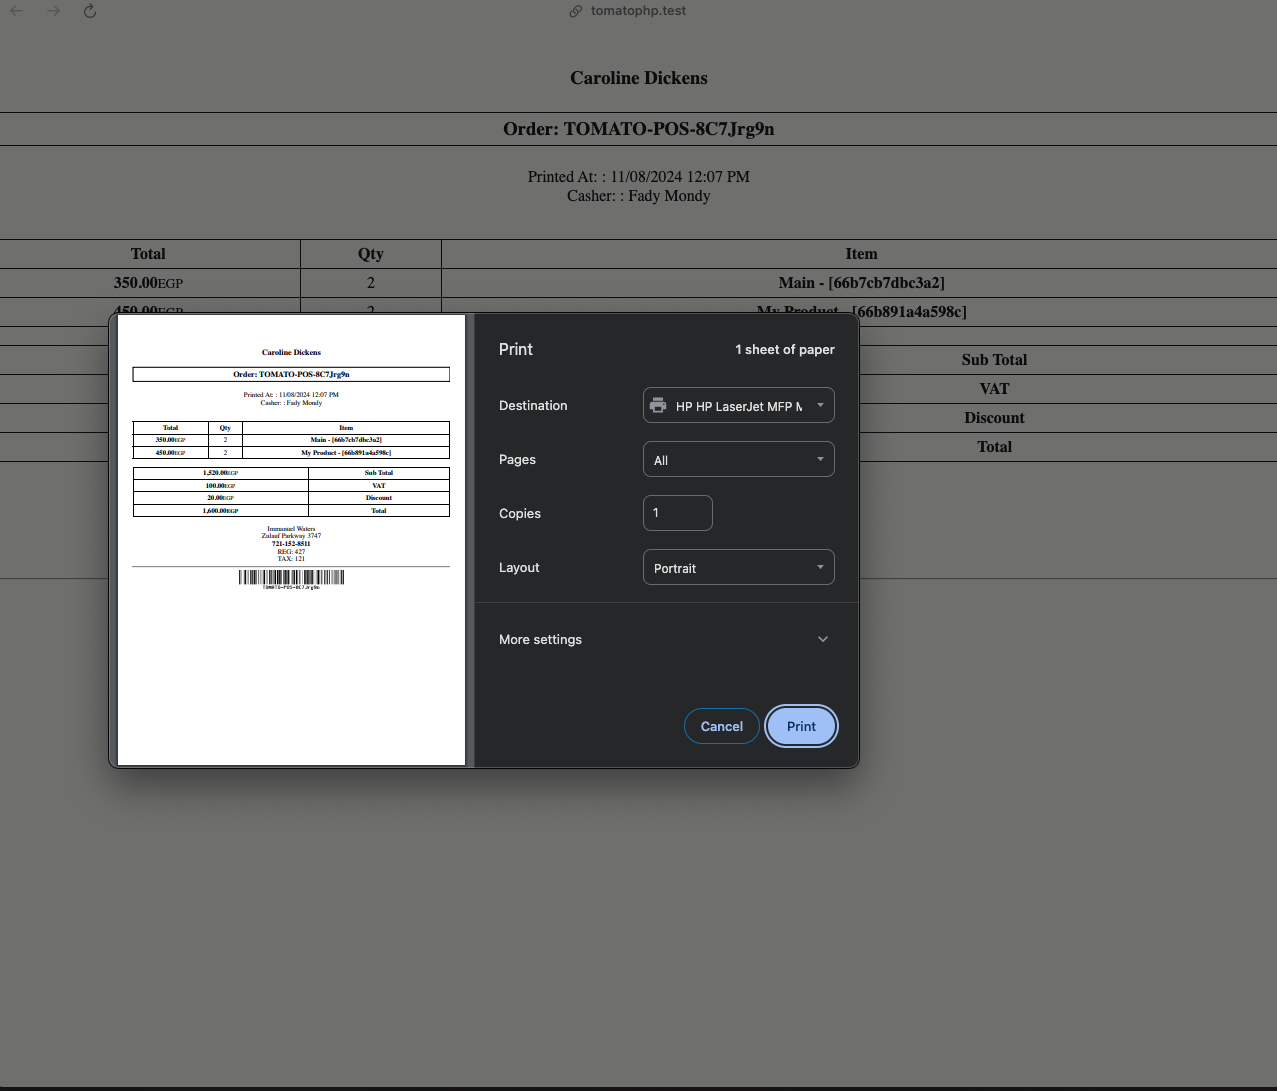 tomatophp.test
Caroline Dickens
Order: TOMATO-POS-8C7Jrg9n
Printed At: : 11/08/2024 12:07 PM
Casher: : Fady Mondy
Total Qty Item
350.00EGP 2 Main - [66b7cb7dbc3a2]
450.00EGP 2 My Product - [66b891a4a598c]
Sub Total
VAT
Discount
Total
Caroline Dickens
Order: TOMATO-POS-8C7Jrg9n
Printed At: : 11/08/2024 12:07 PM
Casher: : Fady Mondy
Total Qty Item
350.00EGP 2 Main - [66b7cb7dbc3a2]
450.00EGP 2 My Product - [66b891a4a598c]
1,520.00EGP Sub Total
100.00EGP VAT
20.00EGP Discount
1,600.00EGP Total
Immanuel Waters
Zulauf Parkway 3747
721-152-8511
REG: 427
TAX: 121
TOMATO-POS-8C7Jrg9n
Print 1 sheet of paper
Destination HP HP LaserJet MFP M
Pages All
Copies 1
Layout Portrait
More settings
Cancel Print